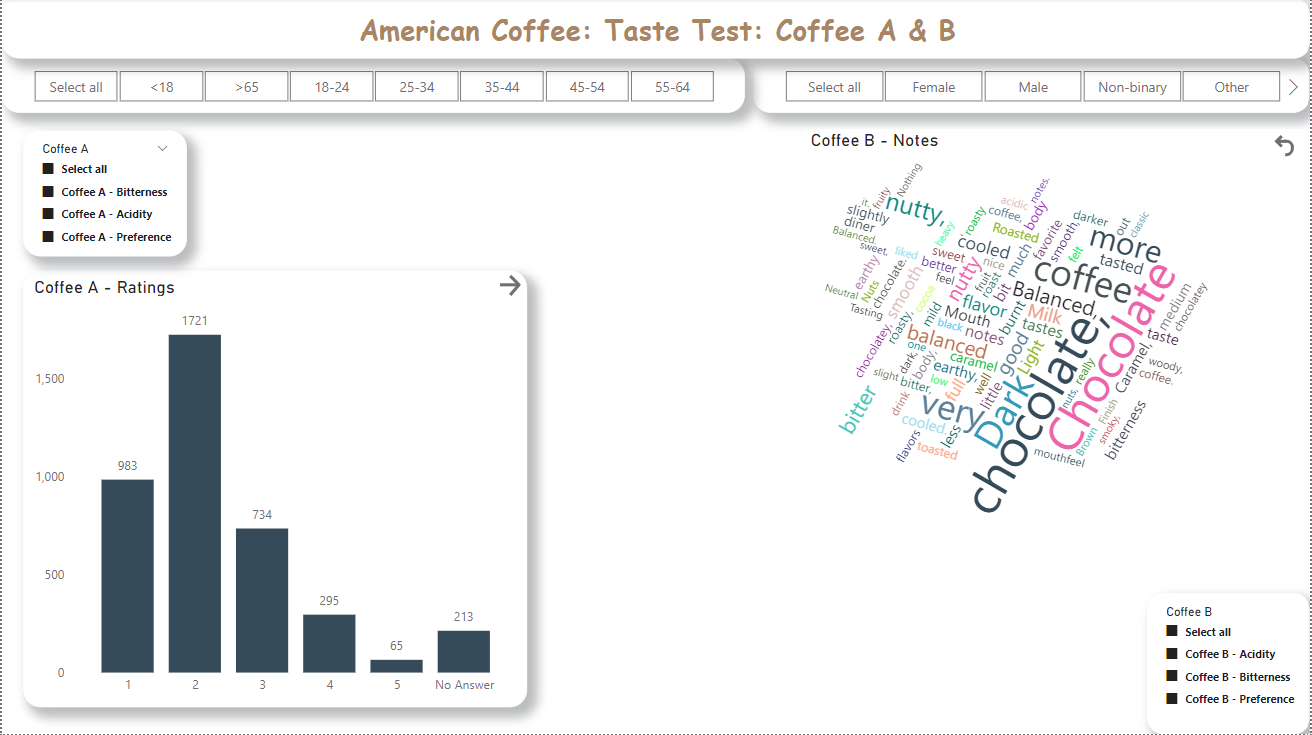 American Coffee: Taste Test: Coffee A & B
Select all <18 >65 18-24 25-34 35-44 45-54 55-64
Select all Female Male Non-binary Other
Coffee A
Select all
Coffee A - Bitterness
Coffee A - Acidity
Coffee A - Preference
Coffee A - Ratings
1721
1,500
983
1,000
734
500
295
65
213
0
1 2 3 4 5 No Answer
Coffee B - Notes
Nothing
fruity
it.
nutty,
slightly
diner
Balanced.
sweet,
heavy
roasty
acidic
coffee,
notes.
body
Roasted
favorite
smooth,
darker
out
classic
more
felt
tasted
liked
sweet
cooled
better
nice
much
feel
earthy
Nuts
chocolate.
smooth
nutty
fruit
roast
bit
coffee
Chocolate
medium
chocolatey
Neutral
Tasting
cocoa
mild
flavor
Balanced,
burnt
Milk
Mouth
black
notes
tastes
chocolatey,
roasty,
balanced
one
dark,
body,
caramel
good
Light
chocolate,
taste
Caramel,
woody,
coffee.
slight
bitter,
earthy,
low
full
well
little
really
nuts,
bitter
drink
very
Dark
cooled.
less
flavors
toasted
Finish
smoky,
Brown
bitterness
mouthfeel
Coffee B
Select all
Coffee B - Acidity
Coffee B - Bitterness
Coffee B - Preference